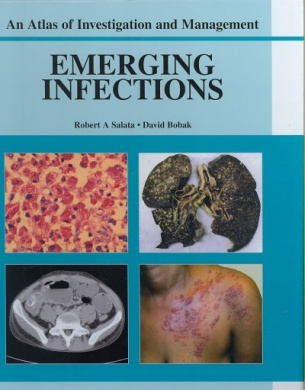 An Atlas of Investigation and Management
EMERGING
INFECTIONS
Robert A Salata • David Bobak